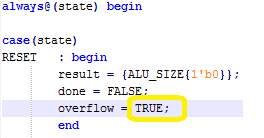 always@(state) begin
case(state)
RESET : begin
result = {ALU_SIZE{1'b0}};
done = FALSE;
overflow = TRUE;
end